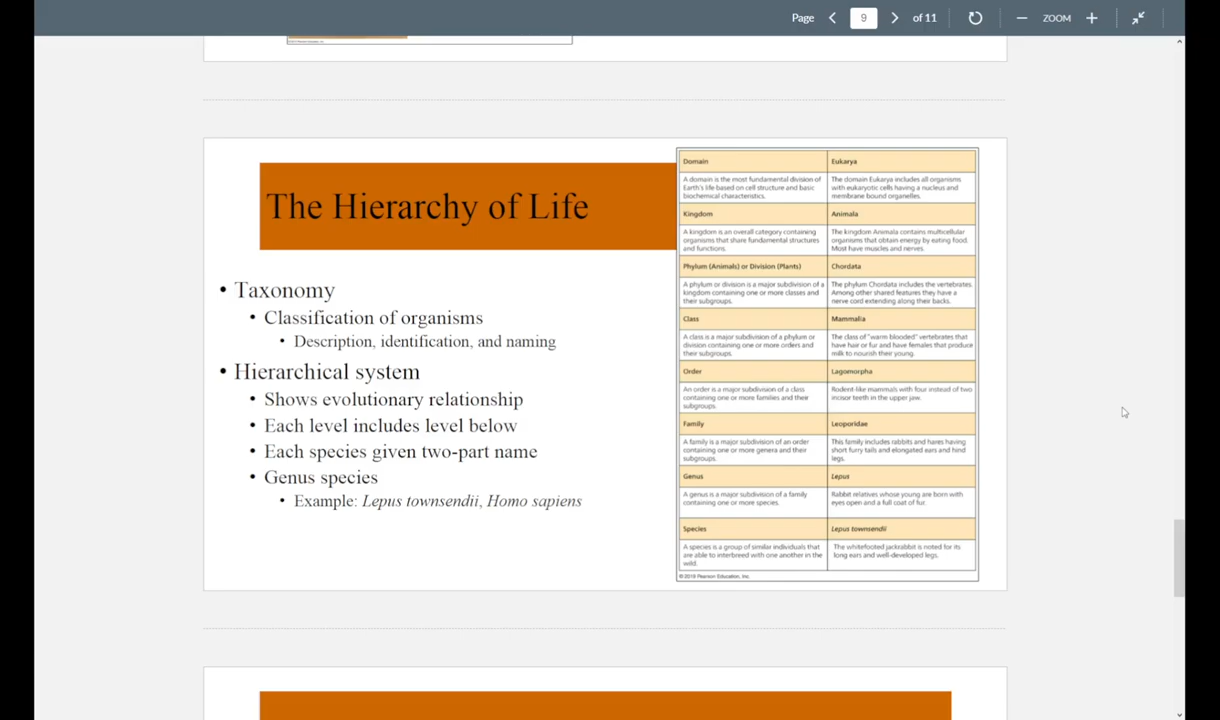 Page 9 of 11 ZOOM
The Hierarchy of Life
• Taxonomy
• Classification of organisms
• Description, identification, and naming
• Hierarchical system
• Shows evolutionary relationship
• Each level includes level below
• Each species given two-part name
• Genus species
• Example: Lepus townsendii, Homo sapiens
Domain
Eukarya
A domain is the most fundamental division of
Earth's life based on cell structure and basic
biochemical characteristics.
The domain Eukarya includes all organisms
with eukaryotic cells having a nucleus and
membrane bound organelles.
Kingdom
Animala
A kingdom is an overall category containing
organisms that share fundamental structures
and functions.
The kingdom Animala contains multicellular
organisms that obtain energy by eating food.
Most have muscles and nerves.
Phylum (Animals) or Division (Plants)
Chordata
A phylum or division is a major subdivision of a
kingdom containing one or more classes and
their subgroups.
The phylum Chordata includes the vertebrates.
Among other shared features they have a
nerve cord extending along their backs.
Class
Mammalia
A class is a major subdivision of a phylum or
division containing one or more orders and
their subgroups.
The class of "warm blooded" vertebrates that
have hair or fur and have females that produce
milk to nourish their young.
Order
Lagomorpha
An order is a major subdivision of a class
containing one or more families and their
subgroups.
Rodent-like mammals with four instead of two
incisor teeth in the upper jaw.
Family
Leoporidae
A family is a major subdivision of an order
containing one or more genera and their
subgroups.
This family includes rabbits and hares having
short furry tails and elongated ears and hind
legs.
Genus
Lepus
A genus is a major subdivision of a family
containing one or more species.
Rabbit relatives whose young are born with
eyes open and a full coat of fur.
Species
Lepus townsendii
A species is a group of similar individuals that
are able to interbreed with one another in the
wild.
The whitefooted jackrabbit is noted for its
long ears and well-developed legs.
© 2019 Pearson Education, Inc.